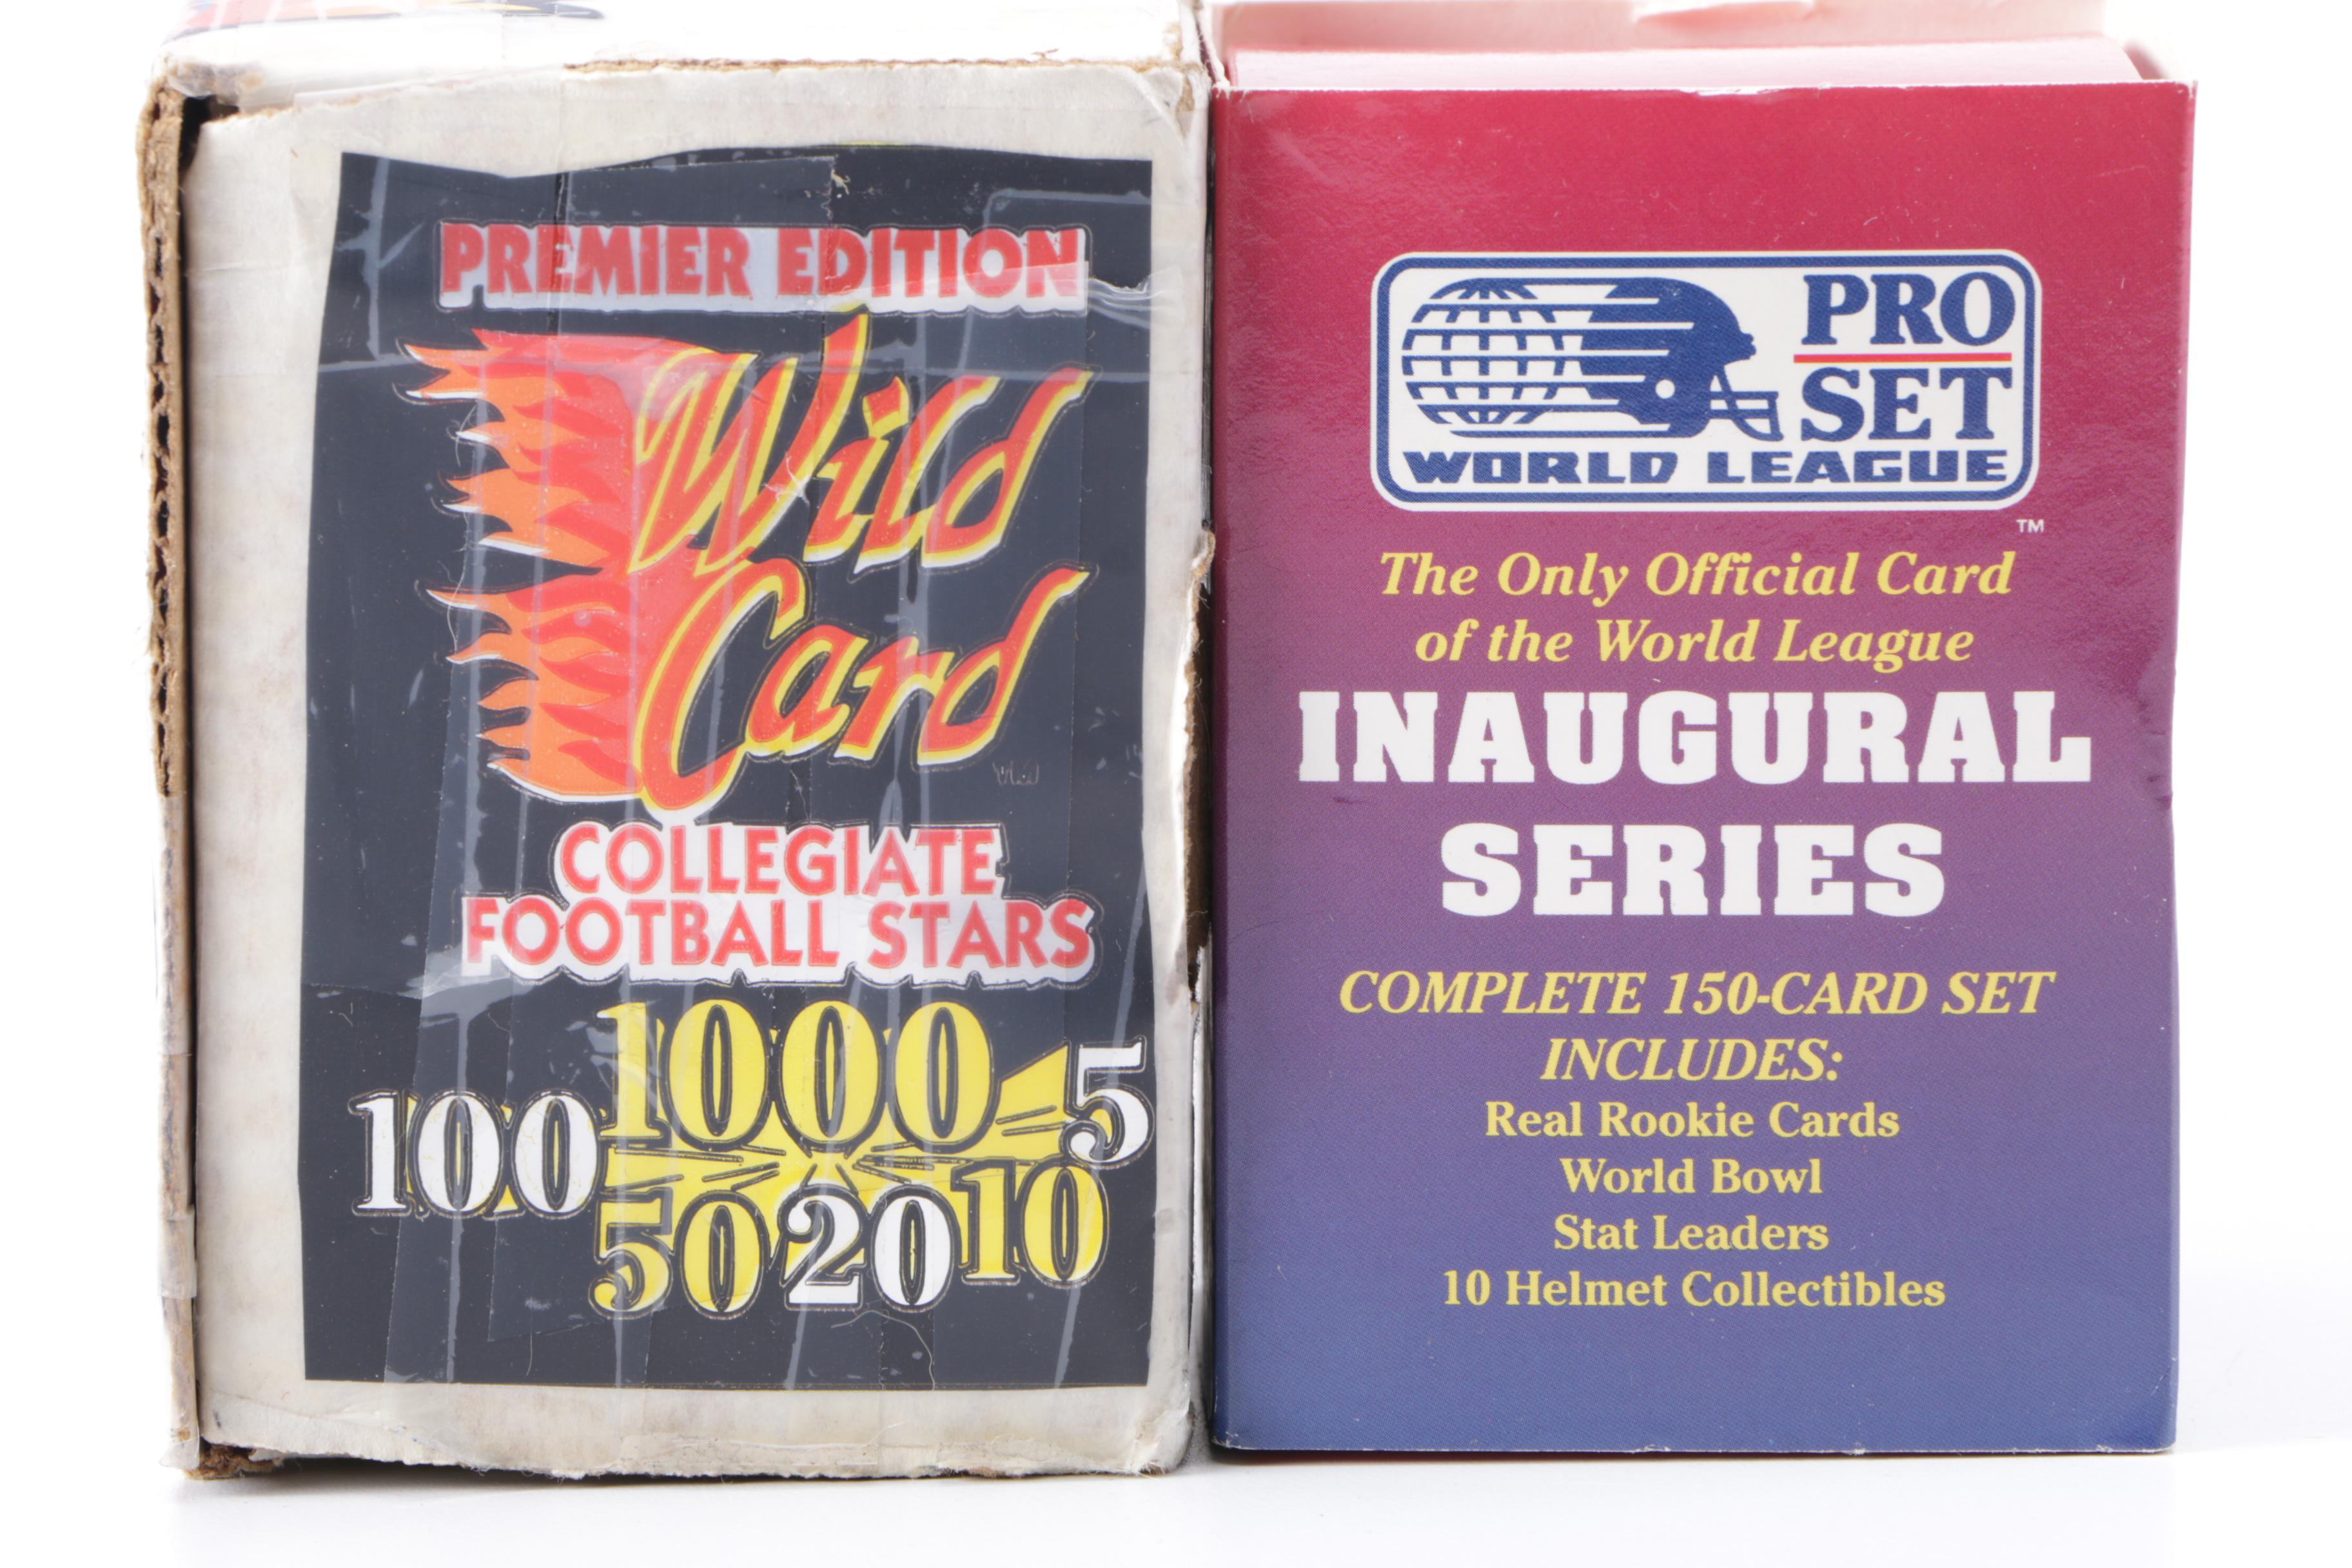 PREMIER EDITION
Wild
Card
COLLEGIATE
FOOTBALL STARS
1000
100
5
50
20
10
PRO
SET
WORLD LEAGUE
TM
The Only Official Card
of the World League
INAUGURAL
SERIES
COMPLETE 150-CARD SET
INCLUDES:
Real Rookie Cards
World Bowl
Stat Leaders
10 Helmet Collectibles